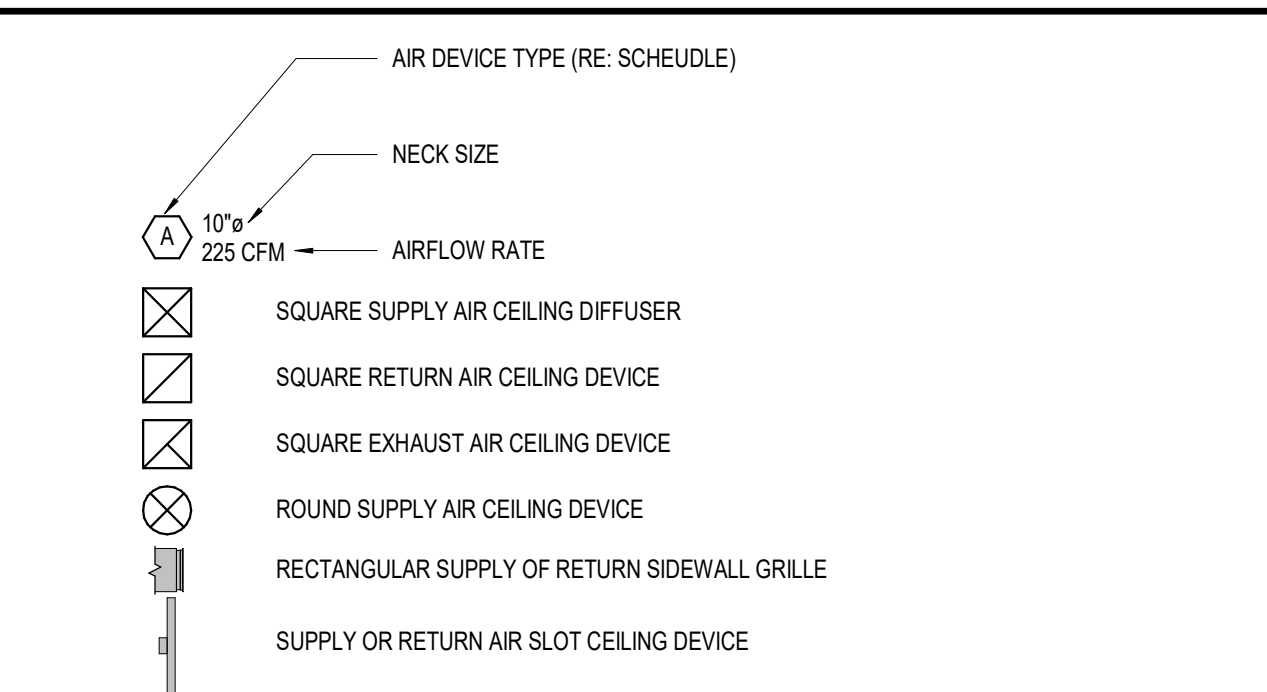 AIR DEVICE TYPE (RE: SCHEUDLE)
NECK SIZE
A
10"ø
225 CFM
AIRFLOW RATE
SQUARE SUPPLY AIR CEILING DIFFUSER
SQUARE RETURN AIR CEILING DEVICE
SQUARE EXHAUST AIR CEILING DEVICE
ROUND SUPPLY AIR CEILING DEVICE
RECTANGULAR SUPPLY OF RETURN SIDEWALL GRILLE
SUPPLY OR RETURN AIR SLOT CEILING DEVICE